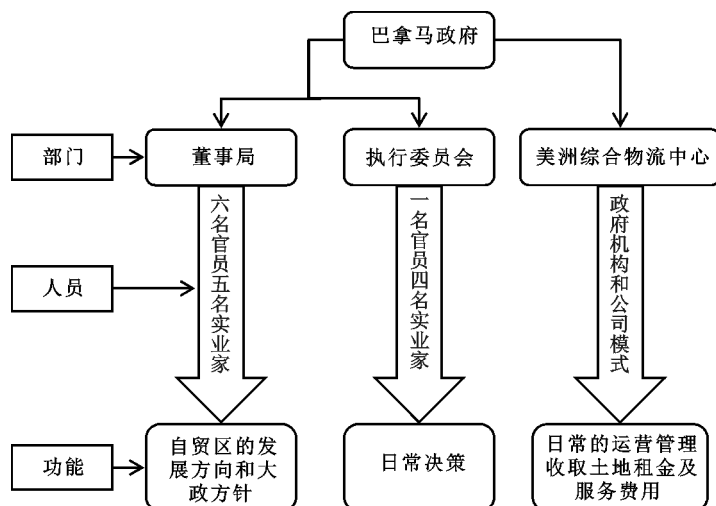 巴拿马政府
部门
董事局
执行委员会
美洲综合物流中心
人员
六名官员五名实业家
一名官员四名实业家
政府机构和公司模式
功能
自贸区的发
展方向和大
政方针
日常决策
日常的运营管理
收取土地租金及
服务费用